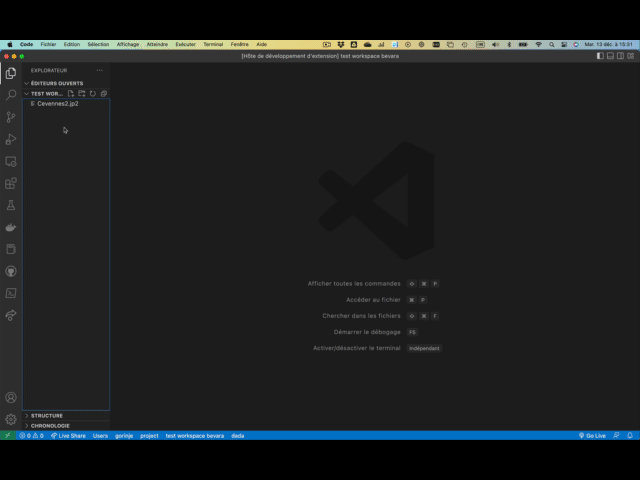 Code Fichier Edition Sélection Affichage Atteindre Exécuter Terminal Fenêtre Aide Mar. 13 déc. à 15:31
[Hôte de développement d'extension] test workspace bevara
EXPLORATEUR ···
ÉDITEURS OUVERTS
TEST WOR...
Cevennes2.jp2
Afficher toutes les commandes ⇧ ⌘ P
Accéder au fichier ⌘ P
Chercher dans les fichiers ⇧ ⌘ F
Démarrer le débogage F5
Activer/désactiver le terminal Indépendant
STRUCTURE
CHRONOLOGIE
0 0 Live Share Users gorinje project test workspace bevara dada Go Live